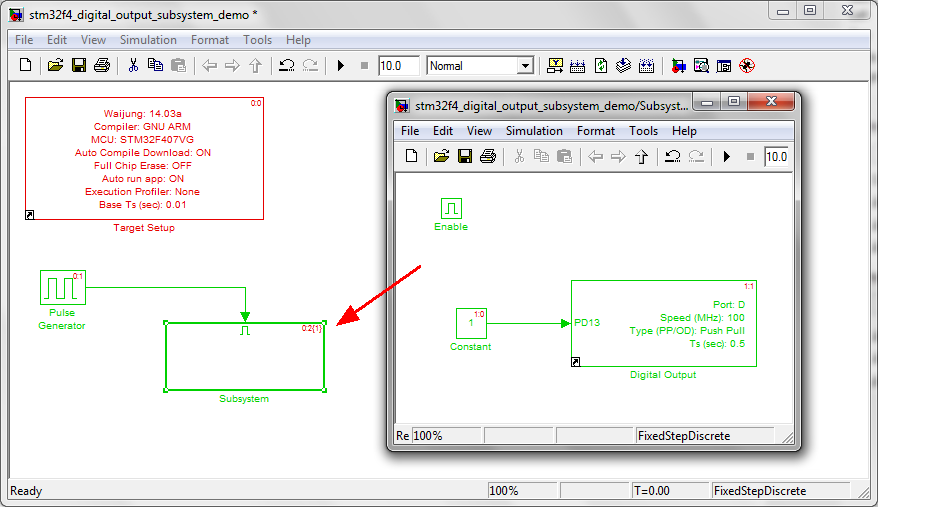 stm32f4_digital_output_subsystem_demo *
File Edit View Simulation Format Tools Help
10.0 Normal
0:0
Waijung: 14.03a
Compiler: GNU ARM
MCU: STM32F407VG
Auto Compile Download: ON
Full Chip Erase: OFF
Auto run app: ON
Execution Profiler: None
Base Ts (sec): 0.01
Target Setup
0:1
Pulse
Generator
0:2{1}
Subsystem
Ready 100% T=0.00 FixedStepDiscrete
stm32f4_digital_output_subsystem_demo/Subsyst...
File Edit View Simulation Format Tools Help
10.0
Enable
1:0
1
Constant
1:1
Port: D
PD13
Speed (MHz): 100
Type (PP/OD): Push Pull
Ts (sec): 0.5
Digital Output
Re 100% FixedStepDiscrete